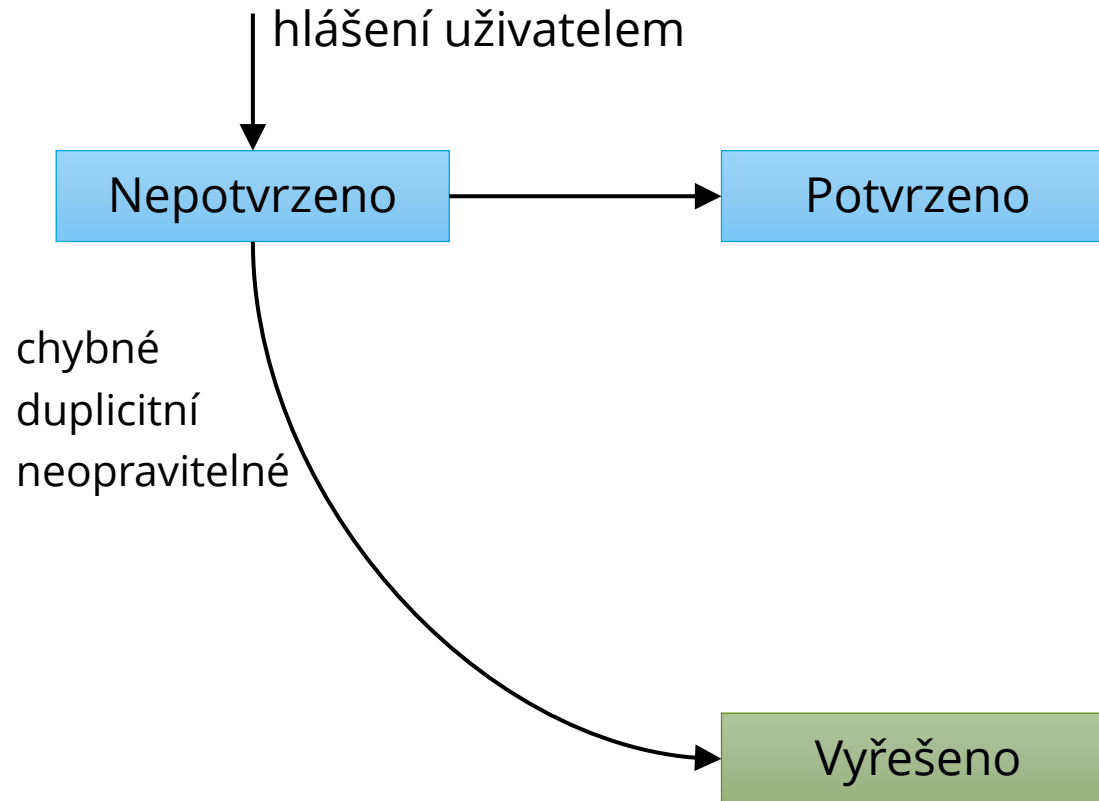 hlášení uživatelem
Nepotvrzeno
Potvrzeno
chybné
duplicitní
neopravitelné
Vyřešeno